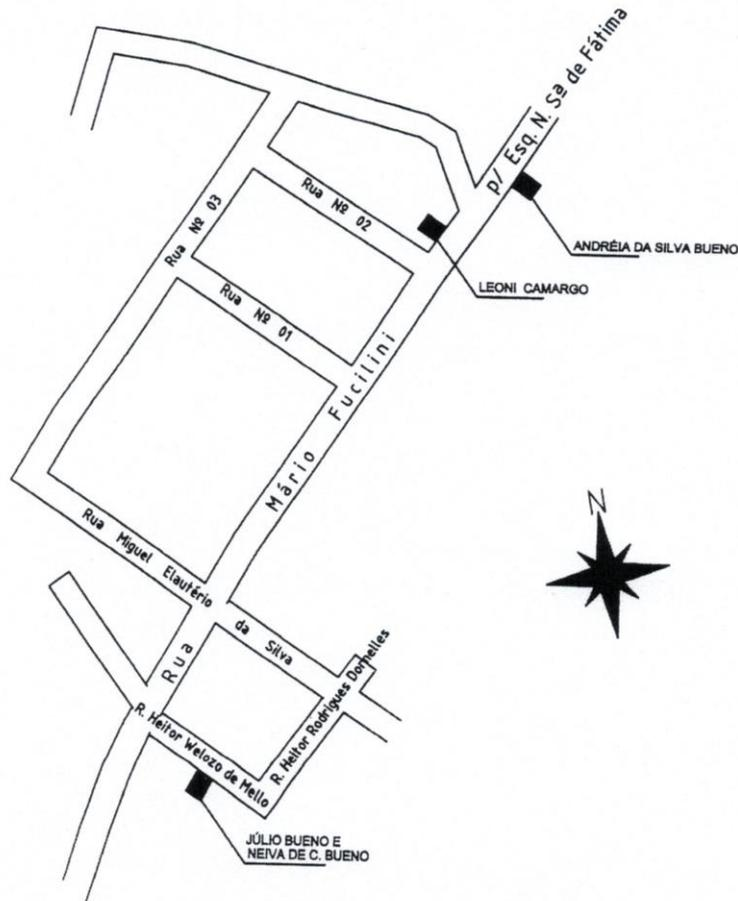 p/ Esq. N. Sª de Fátima
Rua Nº 03
Rua Nº 02
ANDRÉIA DA SILVA BUENO
LEONI CAMARGO
Rua Nº 01
Rua Mário Fucilini
N
Rua Miguel Elautério da Silva
R. Heitor Rodrigues Dornelles
R. Heitor Welozo de Mello
JÚLIO BUENO E
NEIVA DE C. BUENO